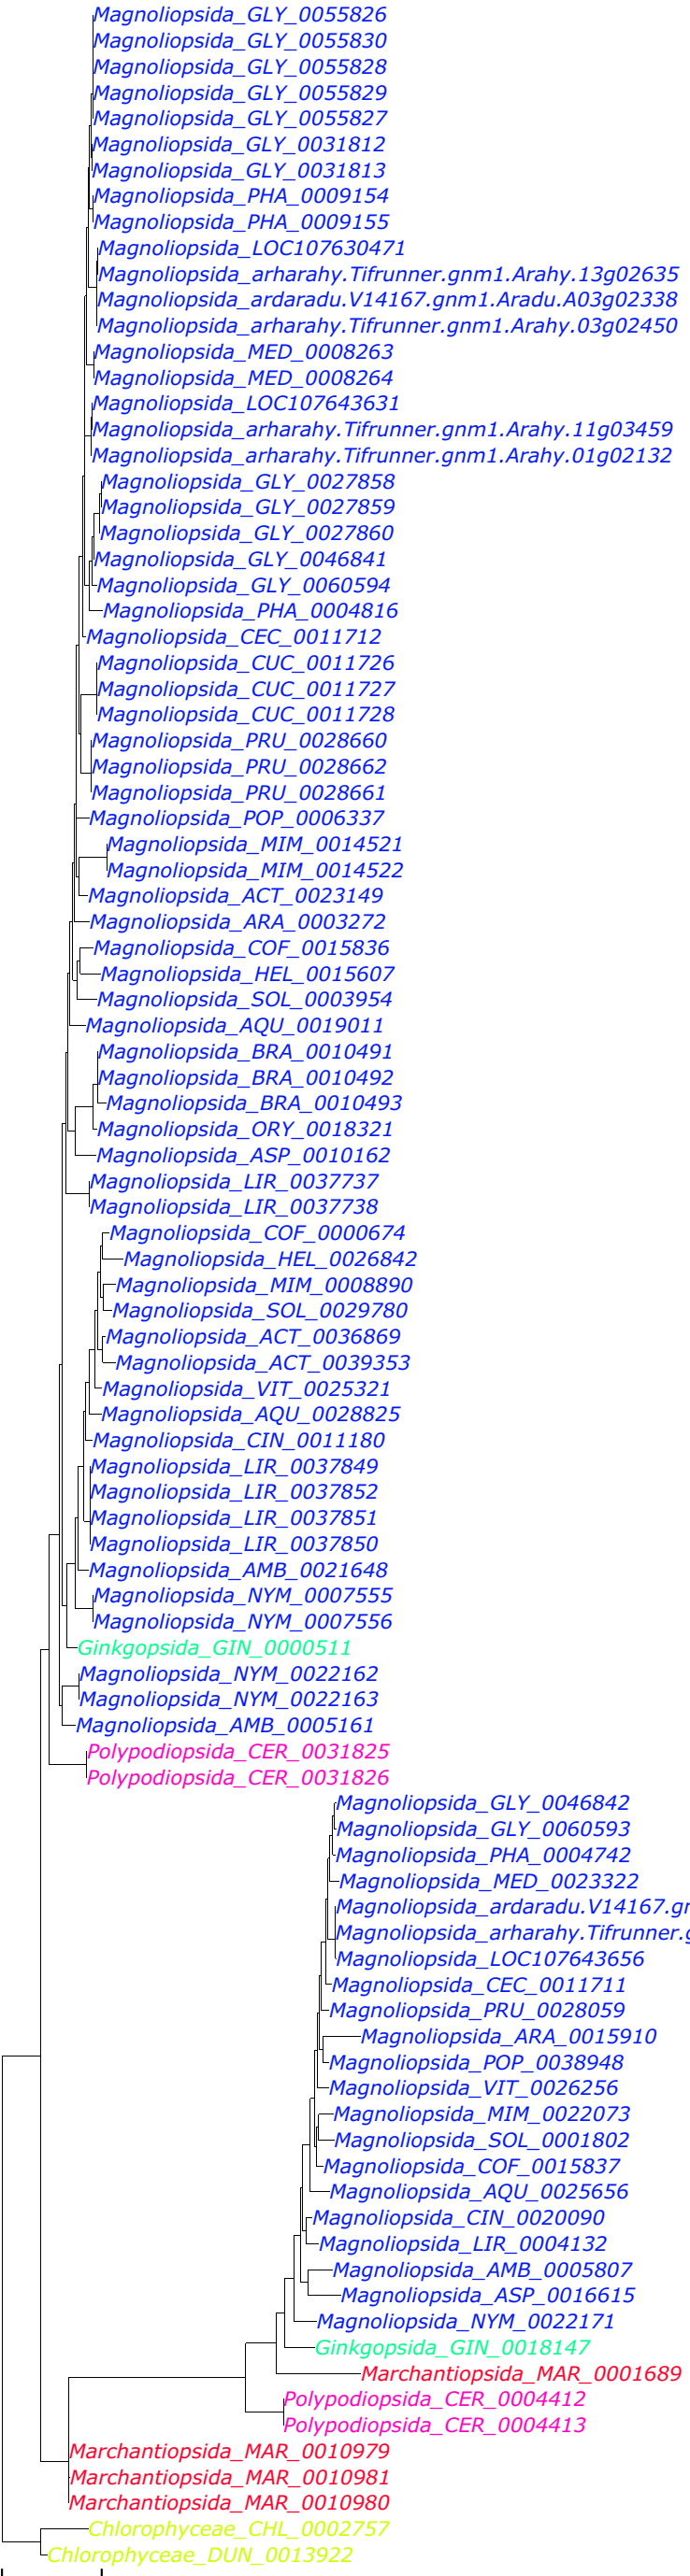 Magnoliopsida_GLY_0055826
Magnoliopsida_GLY_0055830
Magnoliopsida_GLY_0055828
Magnoliopsida_GLY_0055829
Magnoliopsida_GLY_0055827
Magnoliopsida_GLY_0031812
Magnoliopsida_GLY_0031813
Magnoliopsida_PHA_0009154
Magnoliopsida_PHA_0009155
Magnoliopsida_LOC107630471
Magnoliopsida_arharahy.Tifrunner.gnm1.Arahy.13g02635
Magnoliopsida_ardaradu.V14167.gnm1.Aradu.A03g02338
Magnoliopsida_arharahy.Tifrunner.gnm1.Arahy.03g02450
Magnoliopsida_MED_0008263
Magnoliopsida_MED_0008264
Magnoliopsida_LOC107643631
Magnoliopsida_arharahy.Tifrunner.gnm1.Arahy.11g03459
Magnoliopsida_arharahy.Tifrunner.gnm1.Arahy.01g02132
Magnoliopsida_GLY_0027858
Magnoliopsida_GLY_0027859
Magnoliopsida_GLY_0027860
Magnoliopsida_GLY_0046841
Magnoliopsida_GLY_0060594
Magnoliopsida_PHA_0004816
Magnoliopsida_CEC_0011712
Magnoliopsida_CUC_0011726
Magnoliopsida_CUC_0011727
Magnoliopsida_CUC_0011728
Magnoliopsida_PRU_0028660
Magnoliopsida_PRU_0028662
Magnoliopsida_PRU_0028661
Magnoliopsida_POP_0006337
Magnoliopsida_MIM_0014521
Magnoliopsida_MIM_0014522
Magnoliopsida_ACT_0023149
Magnoliopsida_ARA_0003272
Magnoliopsida_COF_0015836
Magnoliopsida_HEL_0015607
Magnoliopsida_SOL_0003954
Magnoliopsida_AQU_0019011
Magnoliopsida_BRA_0010491
Magnoliopsida_BRA_0010492
Magnoliopsida_BRA_0010493
Magnoliopsida_ORY_0018321
Magnoliopsida_ASP_0010162
Magnoliopsida_LIR_0037737
Magnoliopsida_LIR_0037738
Magnoliopsida_COF_0000674
Magnoliopsida_HEL_0026842
Magnoliopsida_MIM_0008890
Magnoliopsida_SOL_0029780
Magnoliopsida_ACT_0036869
Magnoliopsida_ACT_0039353
Magnoliopsida_VIT_0025321
Magnoliopsida_AQU_0028825
Magnoliopsida_CIN_0011180
Magnoliopsida_LIR_0037849
Magnoliopsida_LIR_0037852
Magnoliopsida_LIR_0037851
Magnoliopsida_LIR_0037850
Magnoliopsida_AMB_0021648
Magnoliopsida_NYM_0007555
Magnoliopsida_NYM_0007556
Ginkgopsida_GIN_0000511
Magnoliopsida_NYM_0022162
Magnoliopsida_NYM_0022163
Magnoliopsida_AMB_0005161
Polypodiopsida_CER_0031825
Polypodiopsida_CER_0031826
Magnoliopsida_GLY_0046842
Magnoliopsida_GLY_0060593
Magnoliopsida_PHA_0004742
Magnoliopsida_MED_0023322
Magnoliopsida_ardaradu.V14167.g
Magnoliopsida_arharahy.Tifrunner.
Magnoliopsida_LOC107643656
Magnoliopsida_CEC_0011711
Magnoliopsida_PRU_0028059
Magnoliopsida_ARA_0015910
Magnoliopsida_POP_0038948
Magnoliopsida_VIT_0026256
Magnoliopsida_MIM_0022073
Magnoliopsida_SOL_0001802
Magnoliopsida_COF_0015837
Magnoliopsida_AQU_0025656
Magnoliopsida_CIN_0020090
Magnoliopsida_LIR_0004132
Magnoliopsida_AMB_0005807
Magnoliopsida_ASP_0016615
Magnoliopsida_NYM_0022171
Ginkgopsida_GIN_0018147
Marchantiopsida_MAR_0001689
Polypodiopsida_CER_0004412
Polypodiopsida_CER_0004413
Marchantiopsida_MAR_0010979
Marchantiopsida_MAR_0010981
Marchantiopsida_MAR_0010980
Chlorophyceae_CHL_0002757
Chlorophyceae_DUN_0013922